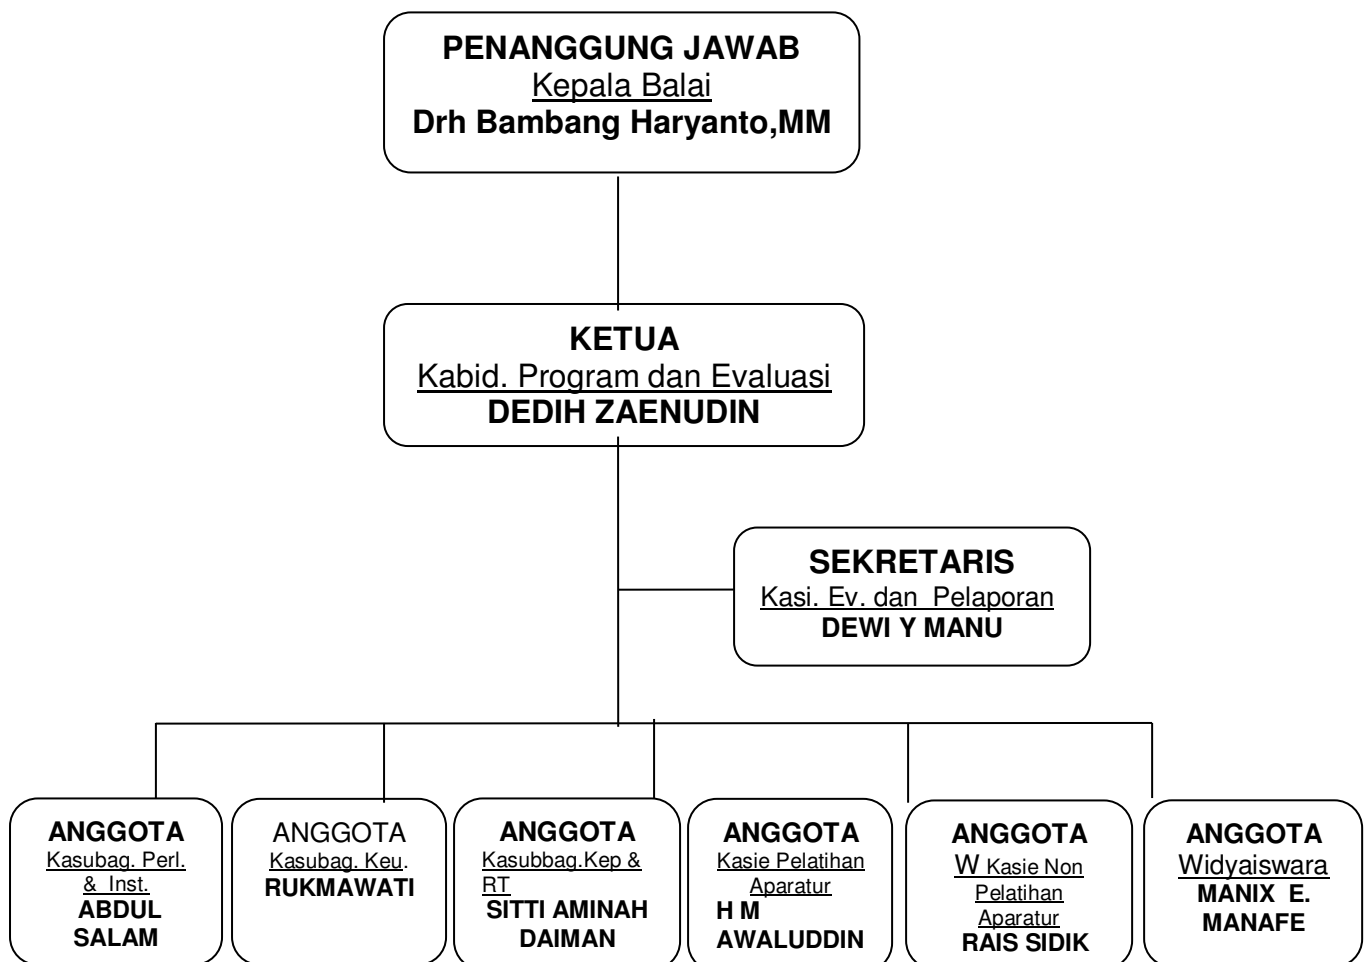 PENANGGUNG JAWAB
Kepala Balai
Drh Bambang Haryanto,MM
KETUA
Kabid. Program dan Evaluasi
DEDIH ZAENUDIN
SEKRETARIS
Kasi. Ev. dan Pelaporan
DEWI Y MANU
ANGGOTA
Kasubag. Perl.
& Inst.
ABDUL
SALAM
ANGGOTA
Kasubag. Keu.
RUKMAWATI
ANGGOTA
Kasubbag.Kep &
RT
SITTI AMINAH
DAIMAN
ANGGOTA
Kasie Pelatihan
Aparatur
H M
AWALUDDIN
ANGGOTA
W Kasie Non
Pelatihan
Aparatur
RAIS SIDIK
ANGGOTA
Widyaiswara
MANIX E.
MANAFE